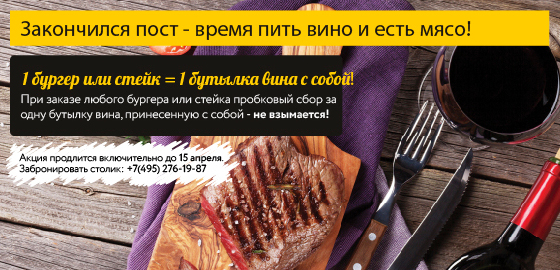 Закончился пост - время пить вино и есть мясо!
1 бургер или стейк = 1 бутылка вина с собой!
При заказе любого бургера или стейка пробковый сбор за
одну бутылку вина, принесенную с собой - не взымается!
Акция продлится включительно до 15 апреля.
Забронировать столик: +7(495) 276-19-87